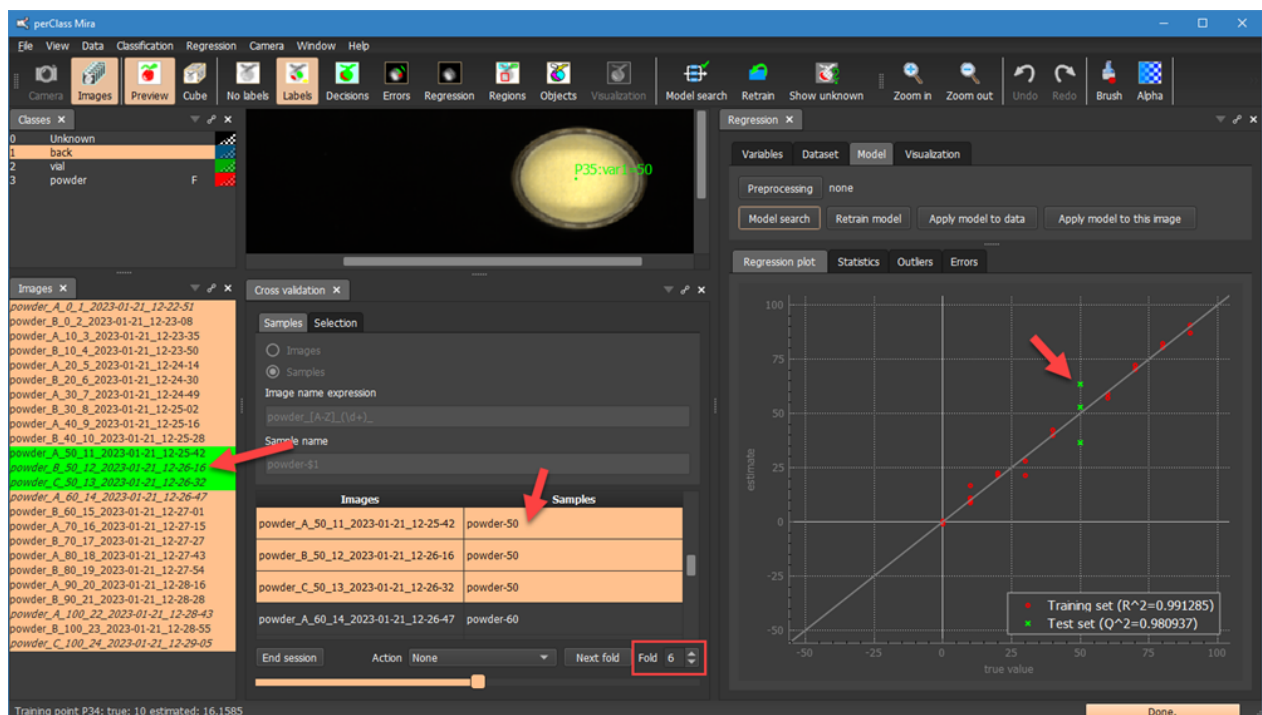 perClass Mira
File View Data Classification Regression Camera Window Help
Camera Images Preview Cube No labels Labels Decisions Errors Regression Regions Objects Visualization Model search Retrain Show unknown Zoom in Zoom out Undo Redo Brush Alpha
Classes
0 Unknown
1 back
2 vial
3 powder F
P35:var1=50
Images
powder_A_0_1_2023-01-21_12-22-51
powder_B_0_2_2023-01-21_12-23-08
powder_A_10_3_2023-01-21_12-23-35
powder_B_10_4_2023-01-21_12-23-50
powder_A_20_5_2023-01-21_12-24-14
powder_B_20_6_2023-01-21_12-24-30
powder_A_30_7_2023-01-21_12-24-49
powder_B_30_8_2023-01-21_12-25-02
powder_A_40_9_2023-01-21_12-25-16
powder_B_40_10_2023-01-21_12-25-28
powder_A_50_11_2023-01-21_12-25-42
powder_B_50_12_2023-01-21_12-26-16
powder_C_50_13_2023-01-21_12-26-32
powder_A_60_14_2023-01-21_12-26-47
powder_B_60_15_2023-01-21_12-27-01
powder_A_70_16_2023-01-21_12-27-15
powder_B_70_17_2023-01-21_12-27-27
powder_A_80_18_2023-01-21_12-27-43
powder_B_80_19_2023-01-21_12-27-54
powder_A_90_20_2023-01-21_12-28-16
powder_B_90_21_2023-01-21_12-28-28
powder_A_100_22_2023-01-21_12-28-43
powder_B_100_23_2023-01-21_12-28-55
powder_C_100_24_2023-01-21_12-29-05
Cross validation
Samples Selection
Images
Samples
Image name expression
powder_[A-Z]_(\d+)_
Sample name
powder-$1
Images Samples
powder_A_50_11_2023-01-21_12-25-42 powder-50
powder_B_50_12_2023-01-21_12-26-16 powder-50
powder_C_50_13_2023-01-21_12-26-32 powder-50
powder_A_60_14_2023-01-21_12-26-47 powder-60
End session Action None Next fold Fold 6
Regression
Variables Dataset Model Visualization
Preprocessing none
Model search Retrain model Apply model to data Apply model to this image
Regression plot Statistics Outliers Errors
100
75
50
25
0
-25
-50
estimate
Training set (R^2=0.991285)
Test set (Q^2=0.980937)
-50 -25 0 25 50 75 100
true value
Training point P34: true: 10 estimated: 16.1585
Done.